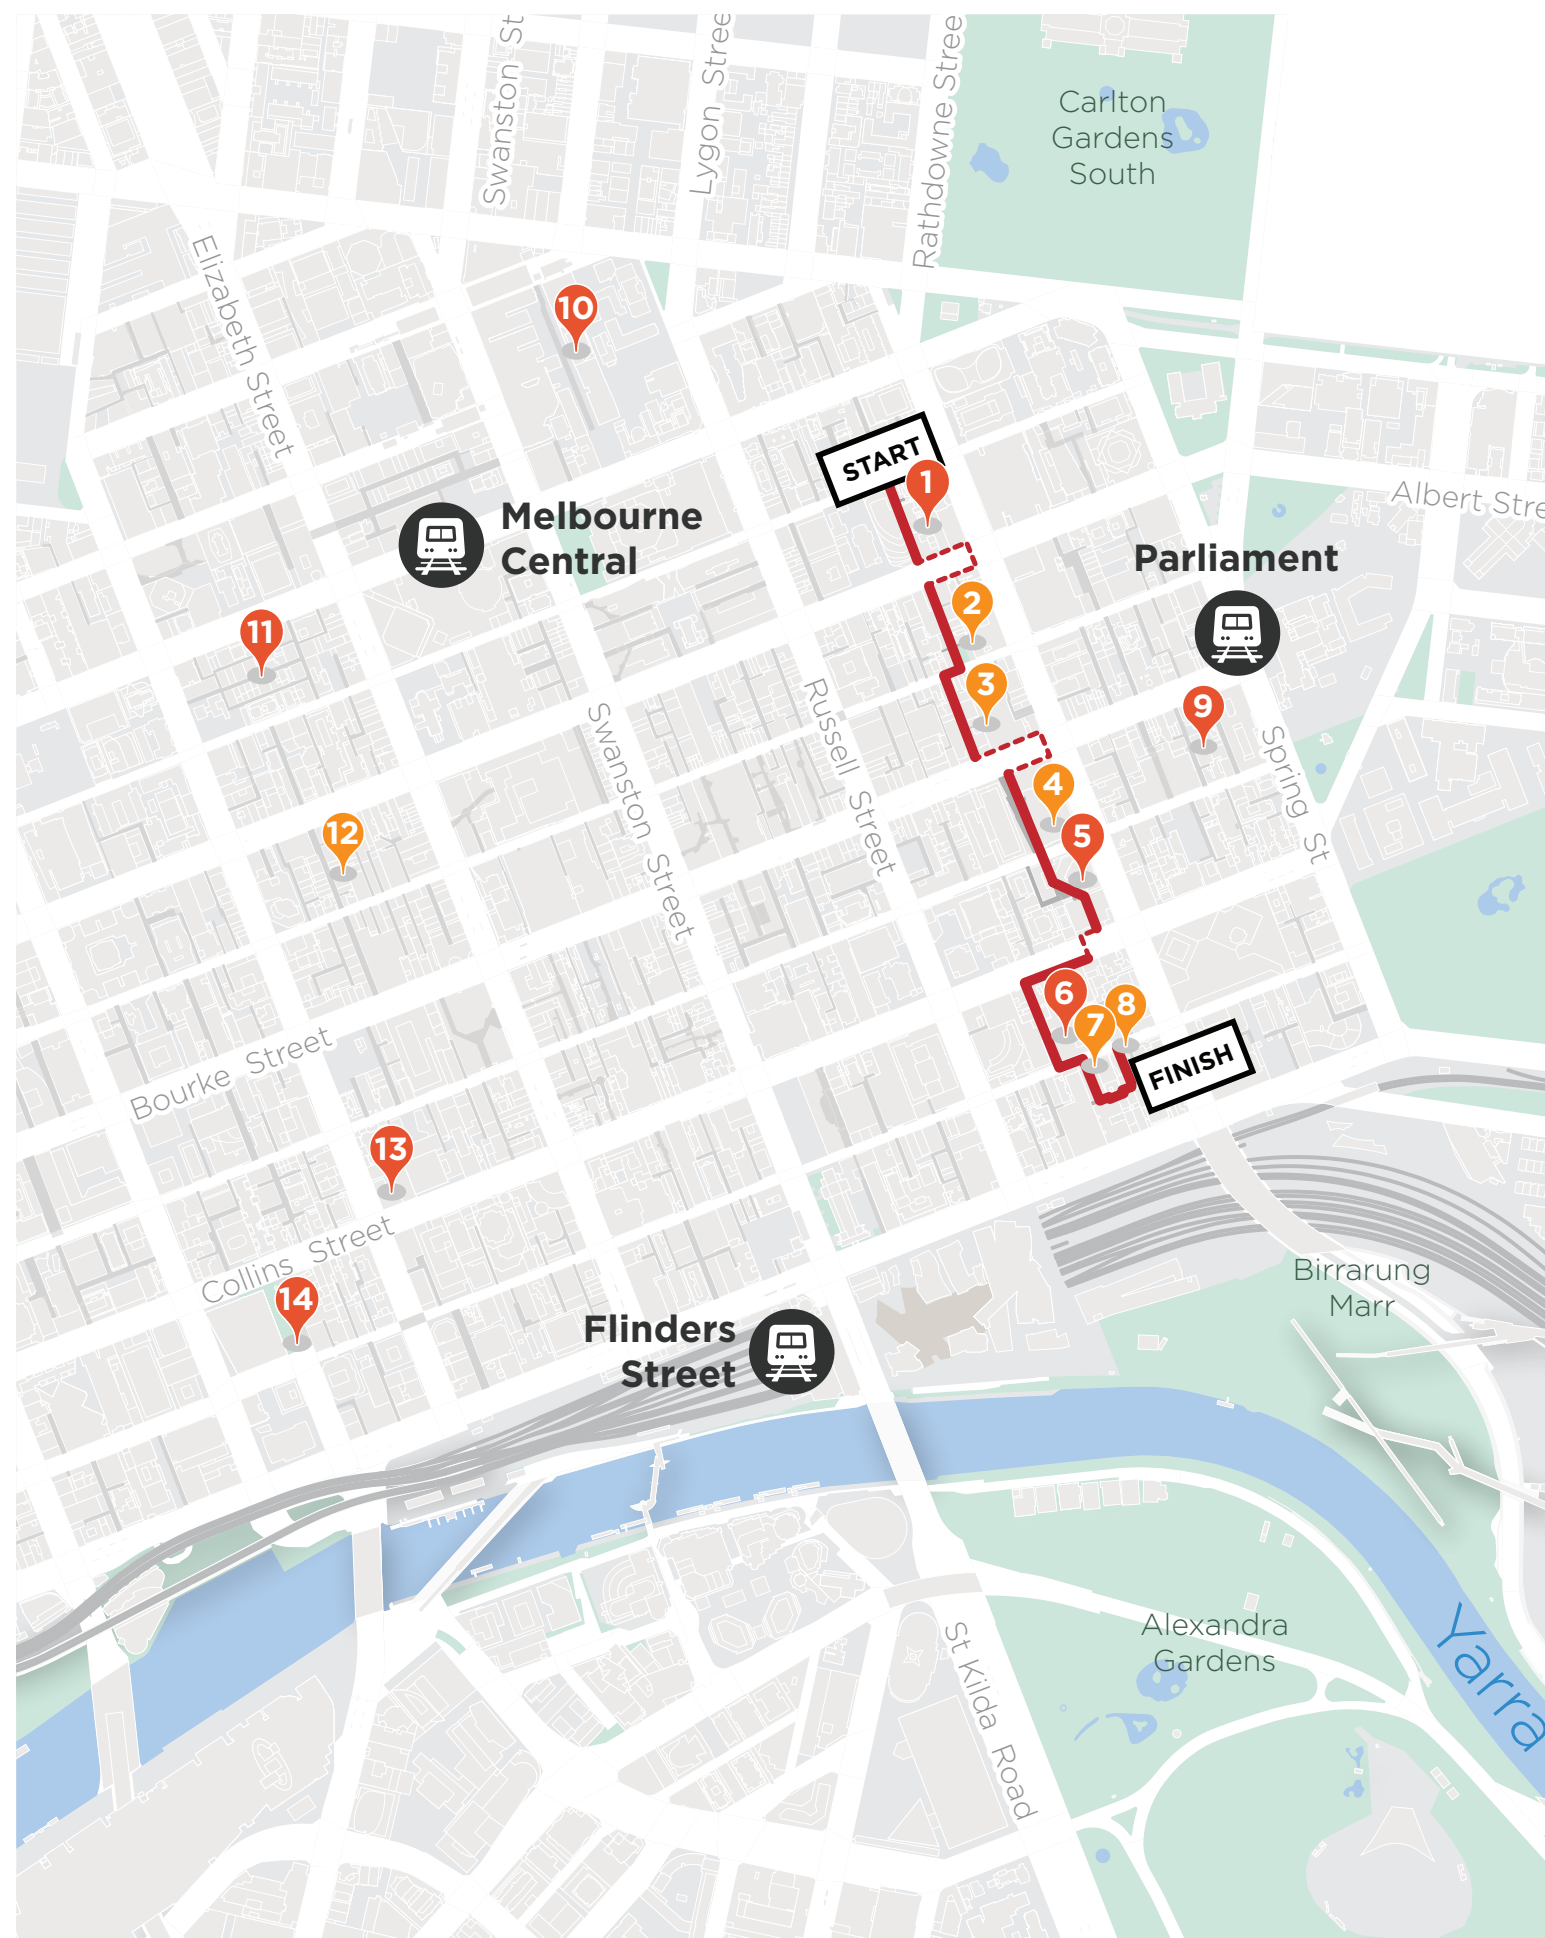 Swanston St
Lygon Stree
Rathdowne Stree
Carlton
Gardens
South
Elizabeth Street
10
START
1
Albert Stre
Melbourne
Central
Parliament
2
11
3
9
Russell Street
Swanston Street
Spring St
4
12
5
6
8
7
FINISH
Bourke Street
13
Collins Street
14
Birrarung
Marr
Flinders
Street
Alexandra
Gardens
St Kilda Road
Yarra